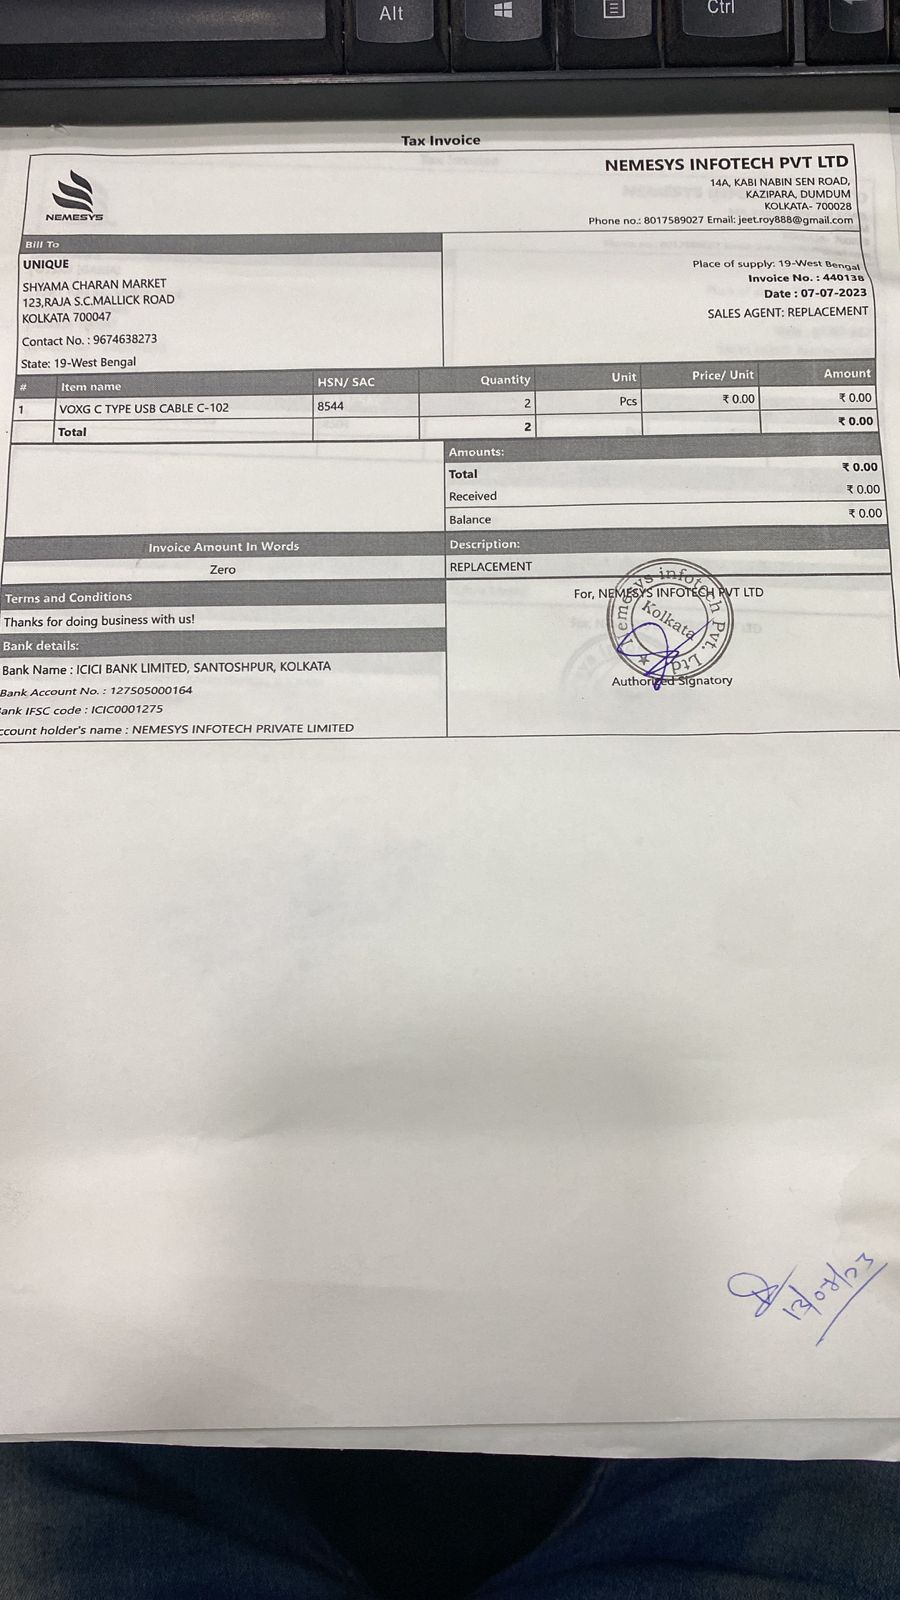 Alt
Ctrl
Tax Invoice
NEMESYS
NEMESYS INFOTECH PVT LTD
14A, KABI NABIN SEN ROAD,
KAZIPARA, DUMDUM
KOLKATA- 700028
Phone no.: 8017589027 Email: jeet.roy888@gmail.com
Bill To
UNIQUE
SHYAMA CHARAN MARKET
123,RAJA S.C.MALLICK ROAD
KOLKATA 700047
Contact No. : 9674638273
State: 19-West Bengal
Place of supply: 19-West Bengal
Invoice No. : 440138
Date : 07-07-2023
SALES AGENT: REPLACEMENT
# Item name HSN/ SAC Quantity Unit Price/ Unit Amount
1 VOXG C TYPE USB CABLE C-102 8544 2 Pcs ₹ 0.00 ₹ 0.00
Total 2 ₹ 0.00
Amounts:
Total ₹ 0.00
Received ₹ 0.00
Balance ₹ 0.00
Invoice Amount In Words
Zero
Description:
REPLACEMENT
Terms and Conditions
Thanks for doing business with us!
Bank details:
Bank Name : ICICI BANK LIMITED, SANTOSHPUR, KOLKATA
Bank Account No. : 127505000164
ank IFSC code : ICIC0001275
ccount holder's name : NEMESYS INFOTECH PRIVATE LIMITED
For, NEMESYS INFOTECH PVT LTD
Nemesys infotech Pvt. Ltd
Kolkata
Authorized Signatory